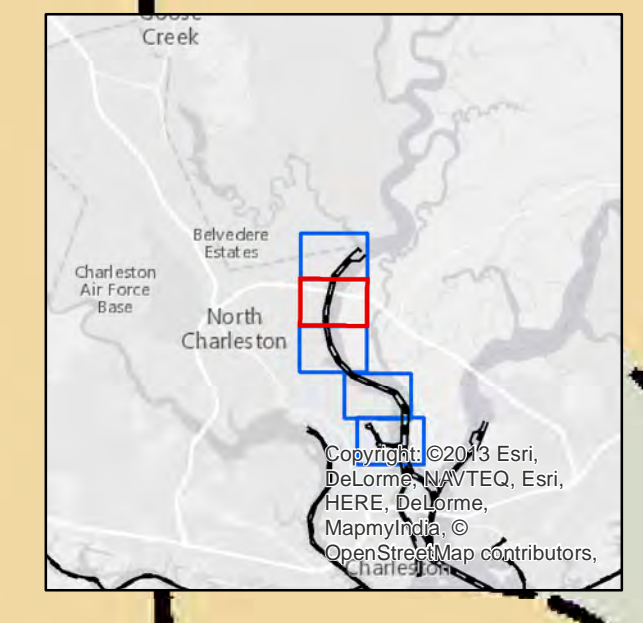 Goose
Creek
Belvedere
Estates
Charleston
Air Force
Base
North
Charleston
Copyright: ©2013 Esri,
DeLorme, NAVTEQ, Esri,
HERE, DeLorme,
MapmyIndia, ©
OpenStreetMap contributors,
Charleston